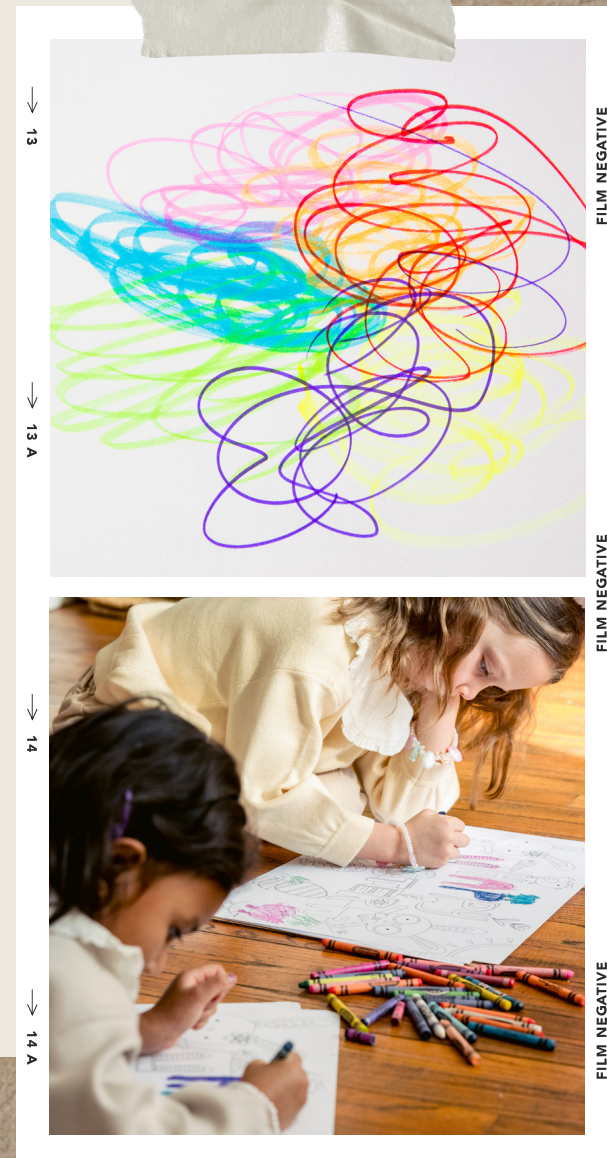 → 13
→ 13 A
→ 14
→ 14 A
FILM NEGATIVE
FILM NEGATIVE
FILM NEGATIVE